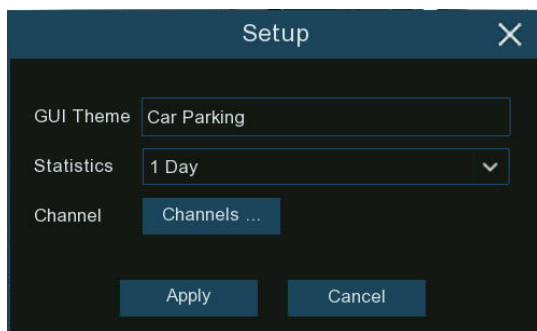 Setup
GUI Theme Car Parking
Statistics 1 Day
Channel Channels ...
Apply Cancel